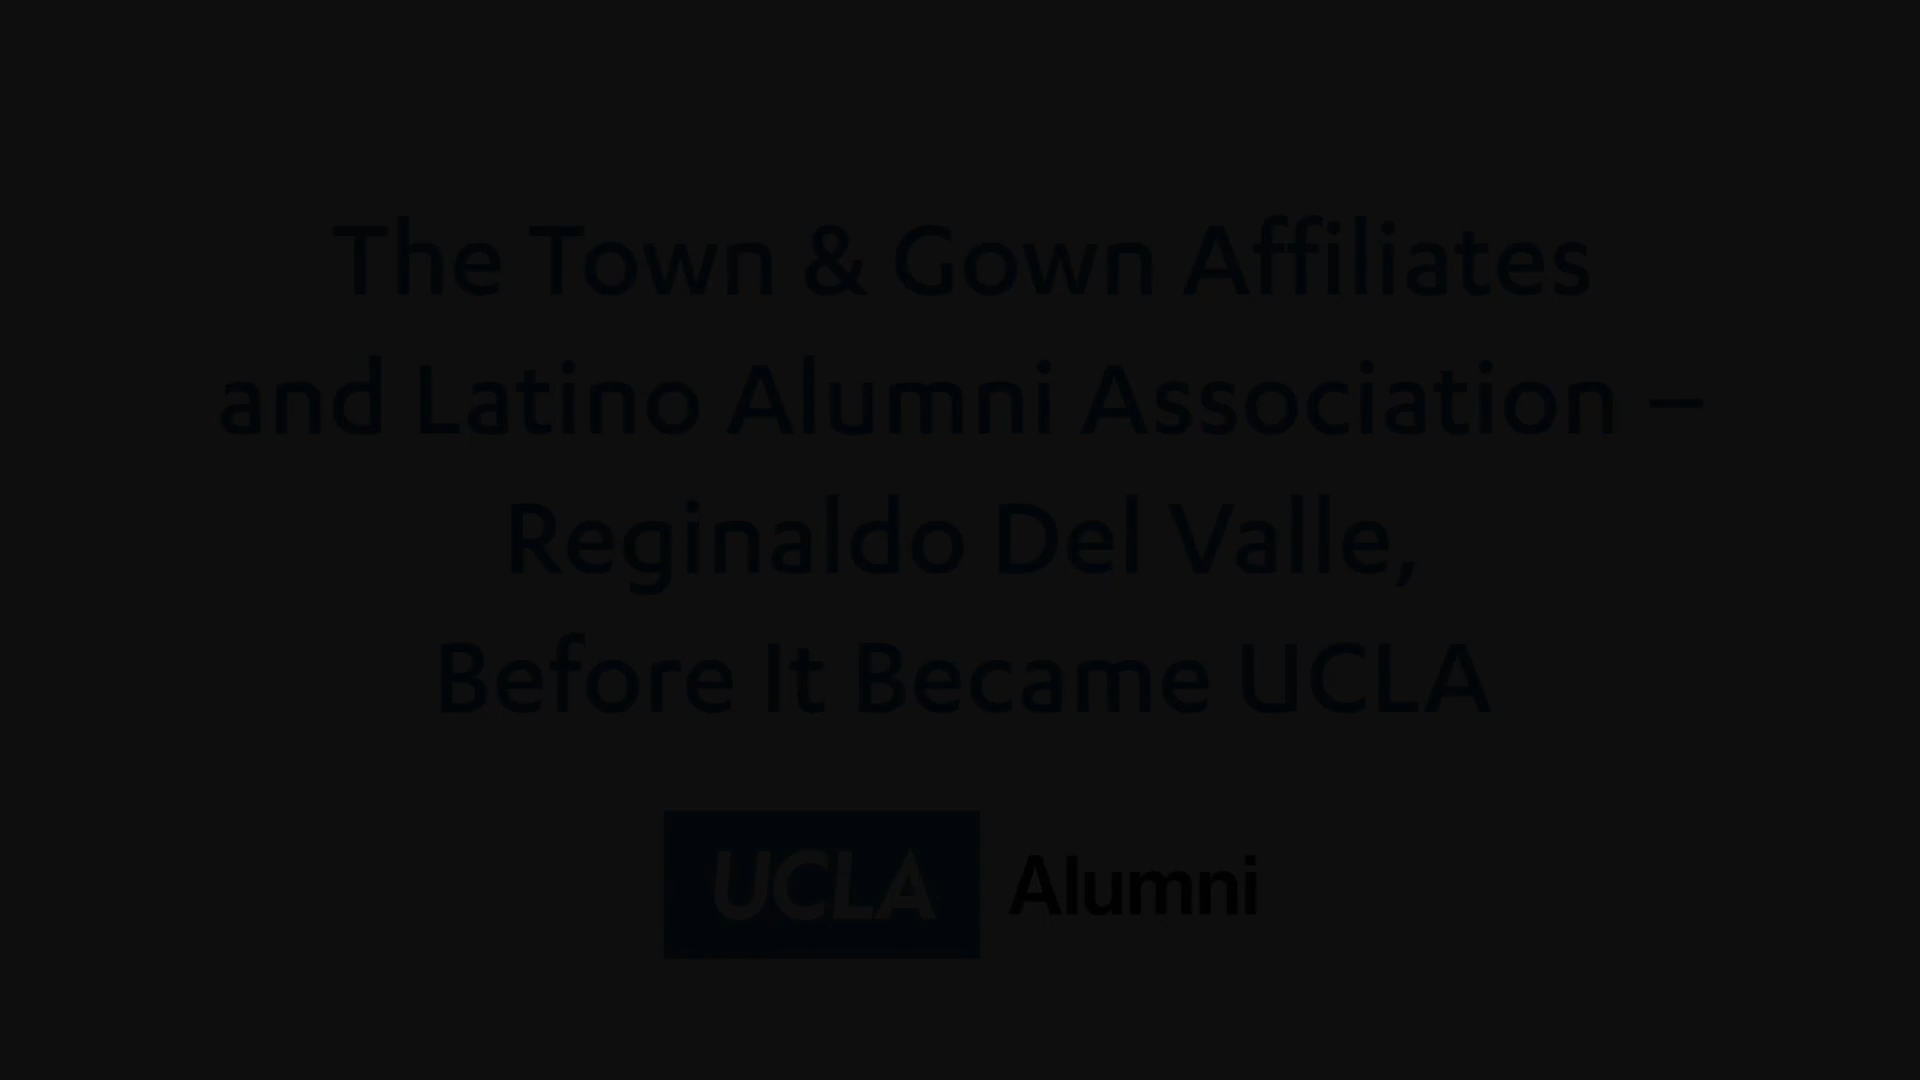 The Town & Gown Affiliates
and Latino Alumni Association –
Reginaldo Del Valle,
Before It Became UCLA
UCLA Alumni